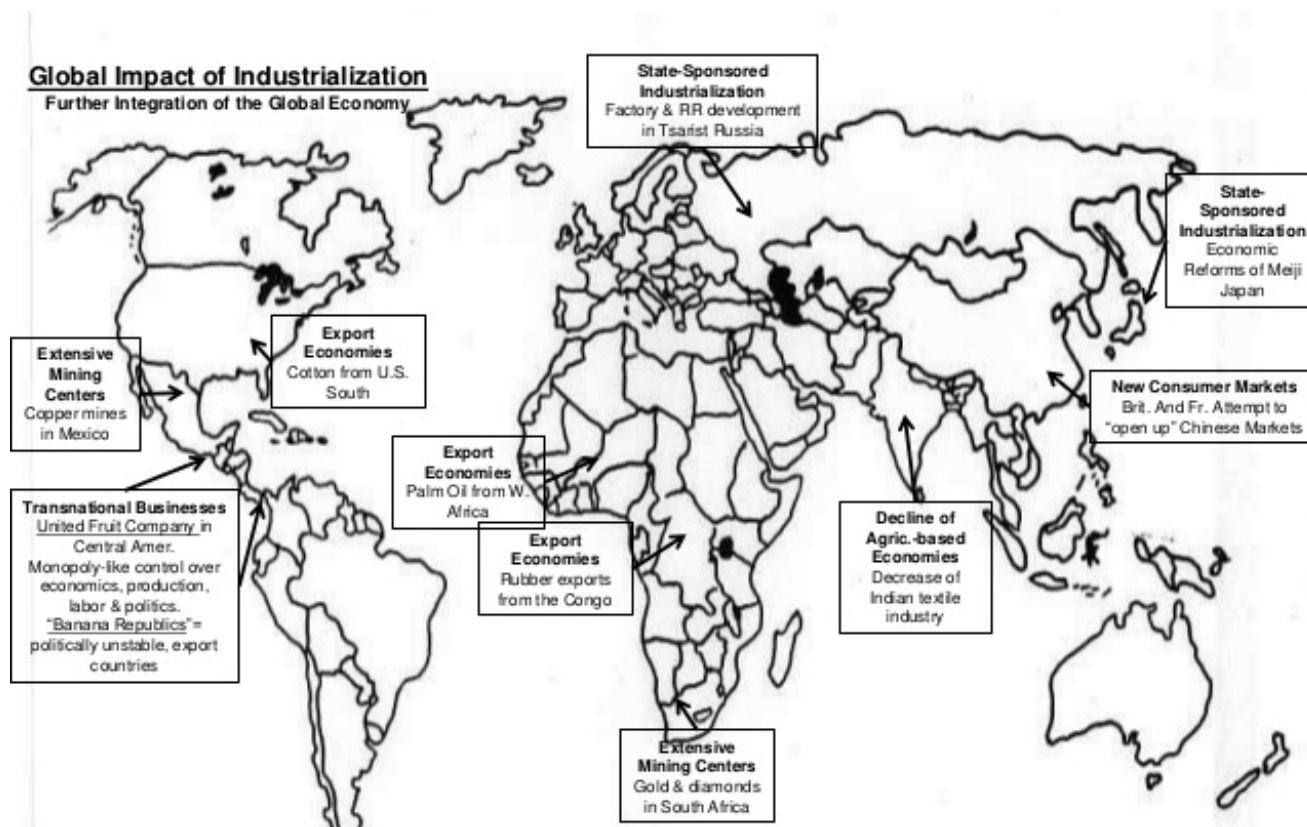 Global Impact of Industrialization
Further Integration of the Global Economy
State-Sponsored
Industrialization
Factory & RR development
in Tsarist Russia
State-
Sponsored
Industrialization
Economic
Reforms of Meiji
Japan
Export
Economies
Cotton from U.S.
South
Extensive
Mining
Centers
Copper mines
in Mexico
New Consumer Markets
Brit. And Fr. Attempt to
“open up” Chinese Markets
Export
Economies
Palm Oil from W.
Africa
Transnational Businesses
United Fruit Company in
Central Amer.
Monopoly-like control over
economics, production,
labor & politics.
“Banana Republics”=
politically unstable, export
countries
Export
Economies
Rubber exports
from the Congo
Decline of
Agric.-based
Economies
Decrease of
Indian textile
industry
Extensive
Mining Centers
Gold & diamonds
in South Africa